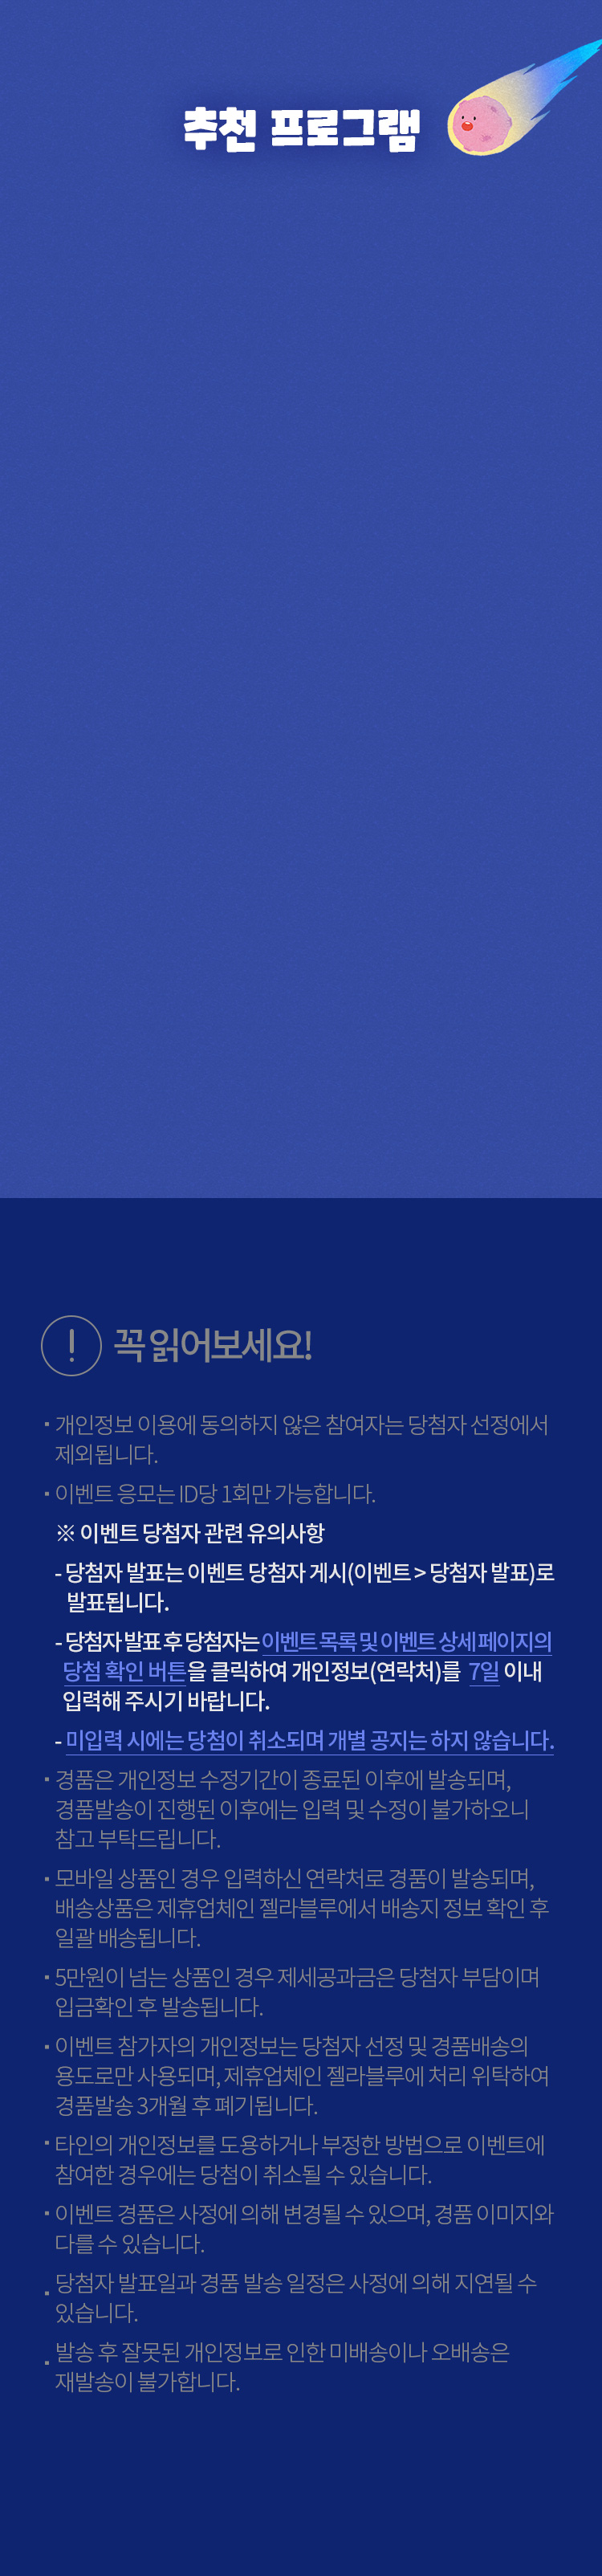 추천 프로그램
! 꼭 읽어보세요!
· 개인정보 이용에 동의하지 않은 참여자는 당첨자 선정에서
제외됩니다.
· 이벤트 응모는 ID당 1회만 가능합니다.
※ 이벤트 당첨자 관련 유의사항
- 당첨자 발표는 이벤트 당첨자 게시(이벤트 > 당첨자 발표)로
발표됩니다.
- 당첨자 발표 후 당첨자는 이벤트 목록 및 이벤트 상세 페이지의
당첨 확인 버튼을 클릭하여 개인정보(연락처)를 7일 이내
입력해 주시기 바랍니다.
- 미입력 시에는 당첨이 취소되며 개별 공지는 하지 않습니다.
· 경품은 개인정보 수정기간이 종료된 이후에 발송되며,
경품발송이 진행된 이후에는 입력 및 수정이 불가하오니
참고 부탁드립니다.
· 모바일 상품인 경우 입력하신 연락처로 경품이 발송되며,
배송상품은 제휴업체인 젤라블루에서 배송지 정보 확인 후
일괄 배송됩니다.
· 5만원이 넘는 상품인 경우 제세공과금은 당첨자 부담이며
입금확인 후 발송됩니다.
· 이벤트 참가자의 개인정보는 당첨자 선정 및 경품배송의
용도로만 사용되며, 제휴업체인 젤라블루에 처리 위탁하여
경품발송 3개월 후 폐기됩니다.
· 타인의 개인정보를 도용하거나 부정한 방법으로 이벤트에
참여한 경우에는 당첨이 취소될 수 있습니다.
· 이벤트 경품은 사정에 의해 변경될 수 있으며, 경품 이미지와
다를 수 있습니다.
· 당첨자 발표일과 경품 발송 일정은 사정에 의해 지연될 수
있습니다.
· 발송 후 잘못된 개인정보로 인한 미배송이나 오배송은
재발송이 불가합니다.